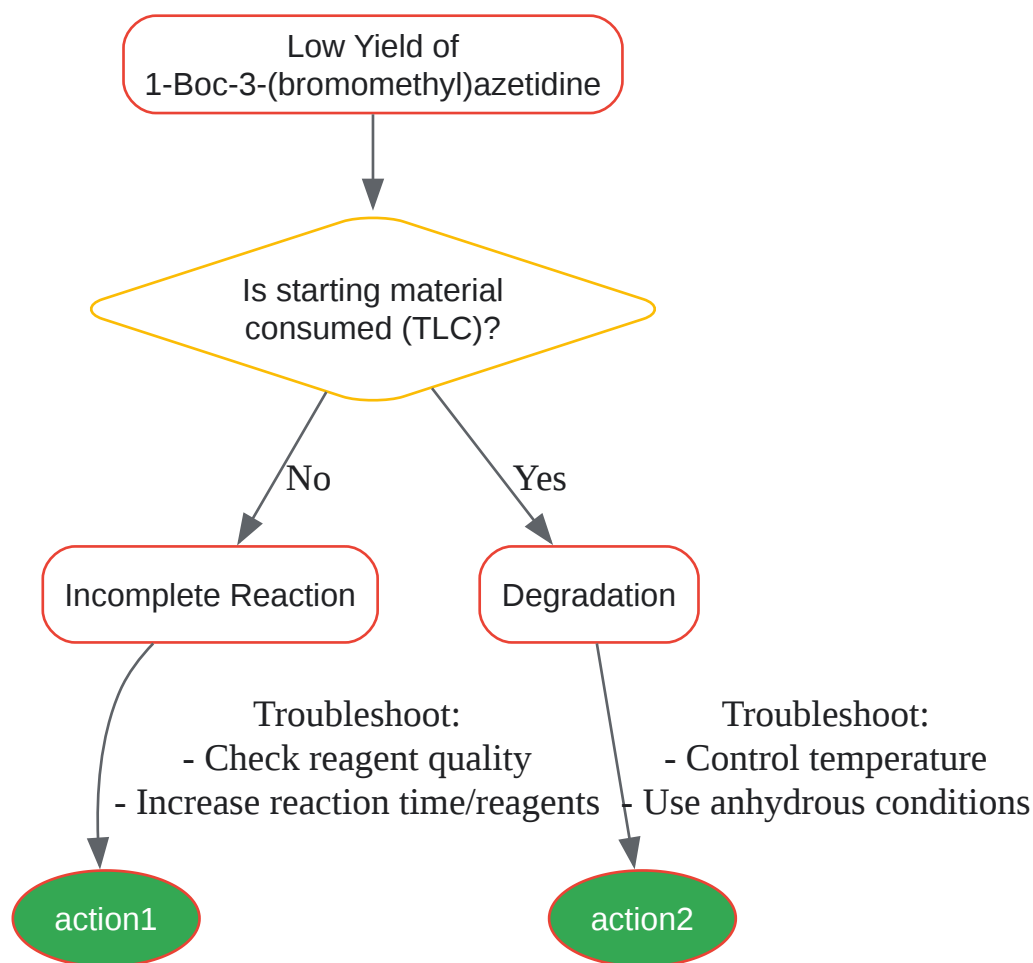 Low Yield of
1-Boc-3-(bromomethyl)azetidine
Is starting material
consumed (TLC)?
No
Yes
Incomplete Reaction
Degradation
Troubleshoot:
- Check reagent quality
- Increase reaction time/reagents
Troubleshoot:
- Control temperature
- Use anhydrous conditions
action1
action2